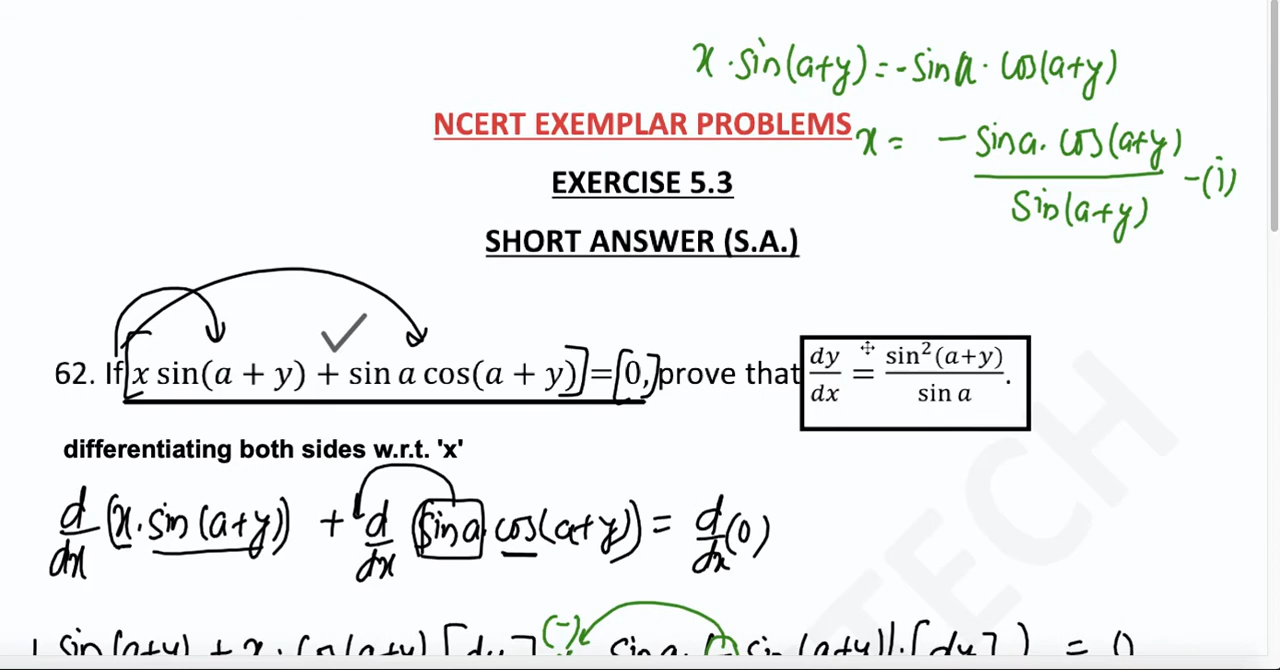 x · sin(a+y) = - sin a · cos(a+y)
NCERT EXEMPLAR PROBLEMS
x = - sin a. cos(a+y) / sin(a+y) -(i)
EXERCISE 5.3
SHORT ANSWER (S.A.)
62. If [x sin(a + y) + sin a cos(a + y)] = [0,] prove that dy/dx = sin²(a+y)/sin a.
differentiating both sides w.r.t. 'x'
d/dx (x. sin(a+y)) + d/dx (sin a. cos(a+y)) = d/dx (0)
TECH